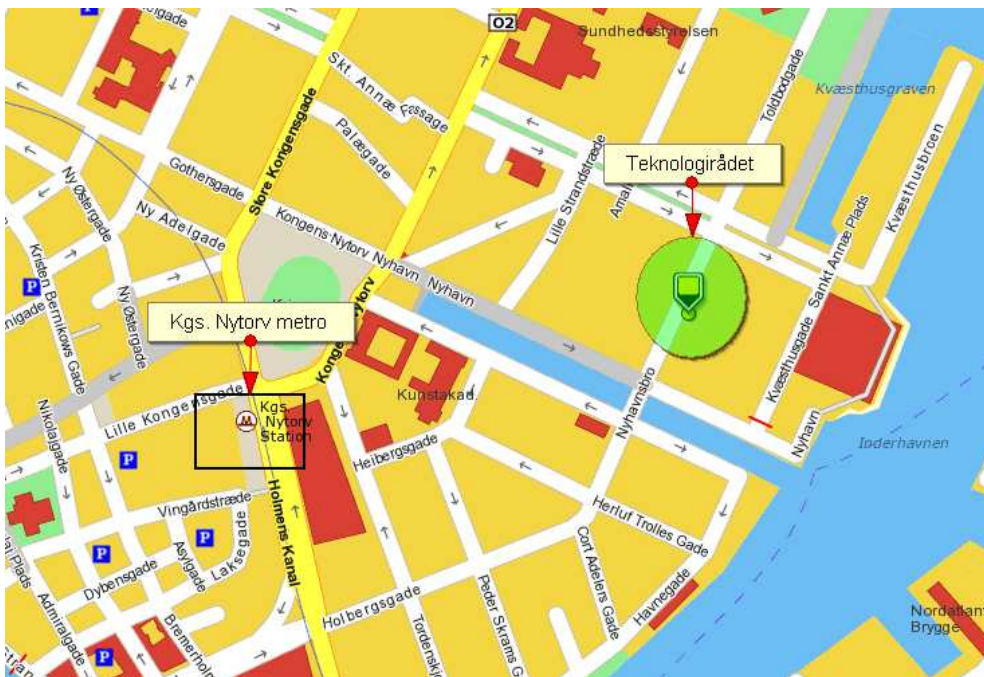 O2
Sundhedsstyrelsen
Skt. Annæ Passage
Toldbodgade
Kvæsthusgraven
Palægade
Store Kongensgade
Kvæsthusbroen
Gothersgade
Teknologirådet
Lille Strandstræde
Ny Østergade
Ny Adelgade
Kongens Nytorv Nyhavn
Nyhavn
Sankt Annæ Plads
Kristen Bernikows Gade
Ny Østergade
Kgs. Nytorv metro
Kvæsthusgade
Kunstakad.
Lille Kongensgade
Kgs.
Nytorv
Station
Nyhavnsbro
Nyhavn
Inderhavnen
Nikolajgade
Heibergsgade
Vingårdstræde
Holmens Kanal
Herluf Trolles Gade
Laksegade
Asylgade
Dybensgade
Cort Adelers Gade
Havnegade
Holbergsgade
Peder Skrams G
Admiralgade
Bremerholm
Tordenskj
Nordatlant
Brygge
P
P
P
P
P
P